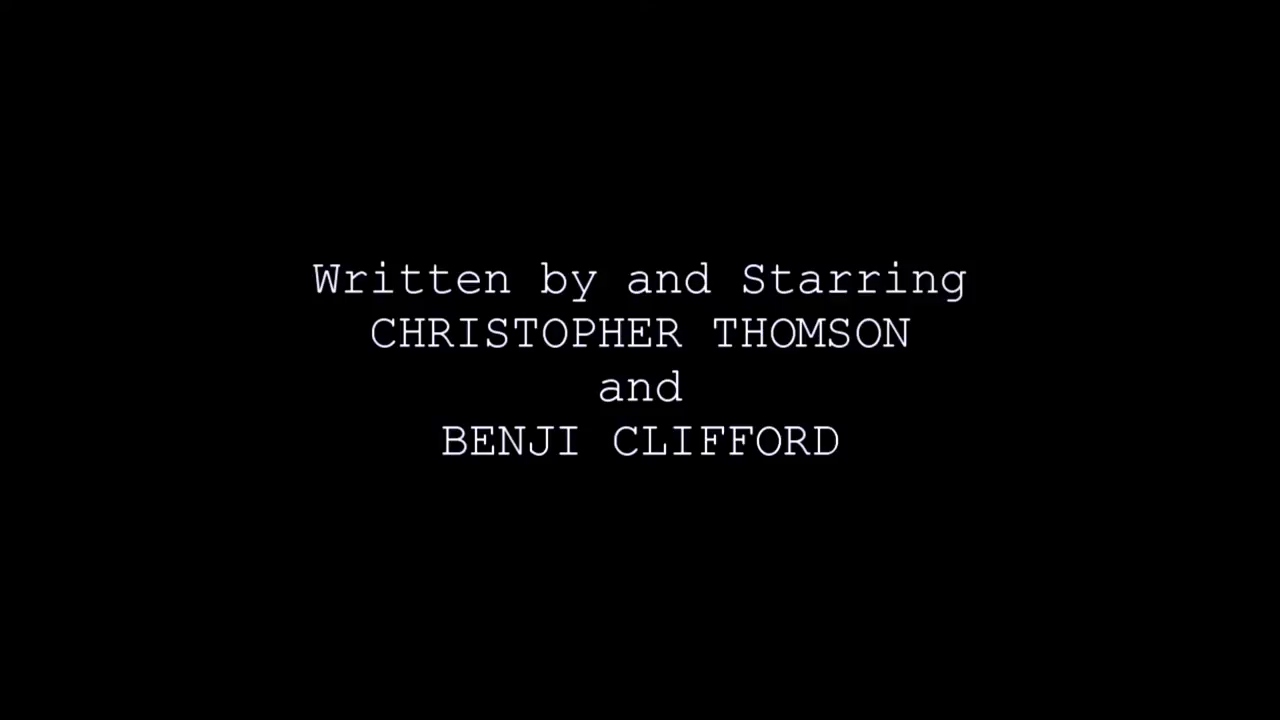 Written by and Starring
CHRISTOPHER THOMSON
and
BENJI CLIFFORD